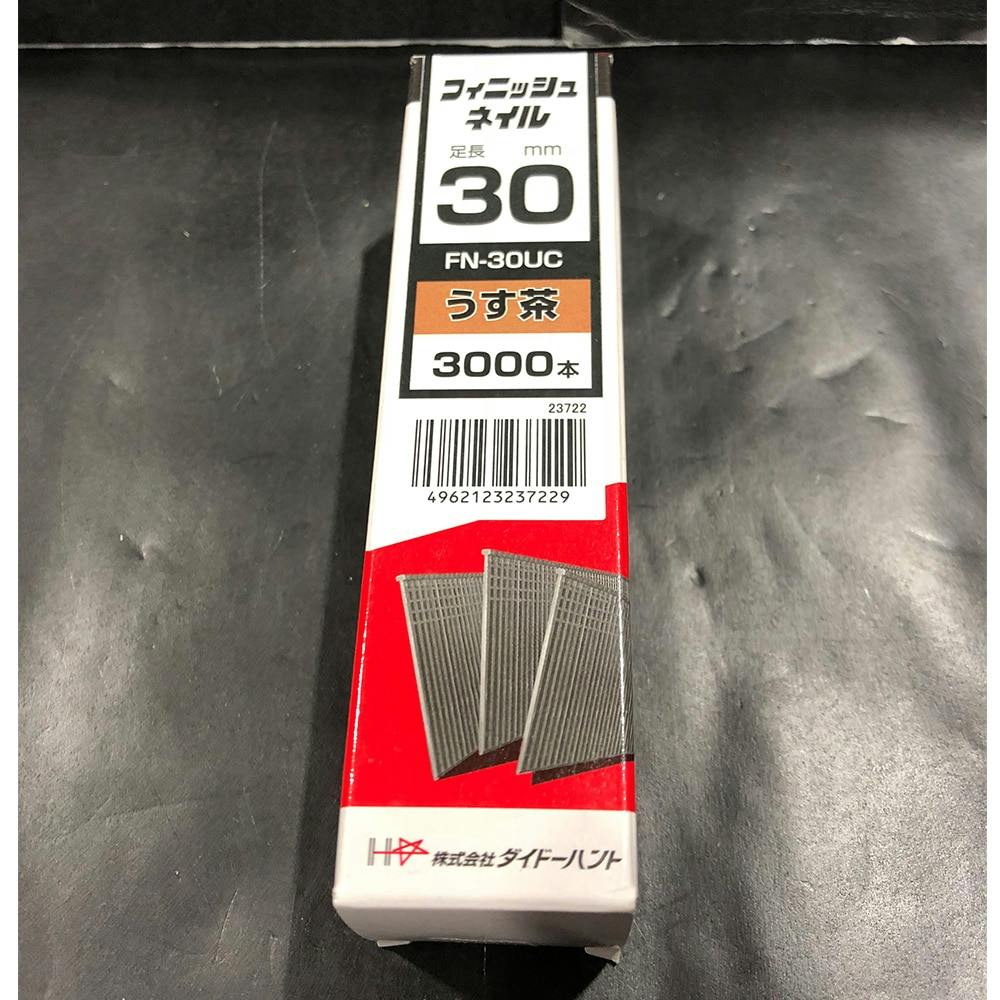 フィニッシュ
ネイル
足長 mm
30
FN-30UC
うす茶
3000本
23722
4962123237229
株式会社 ダイドーハント